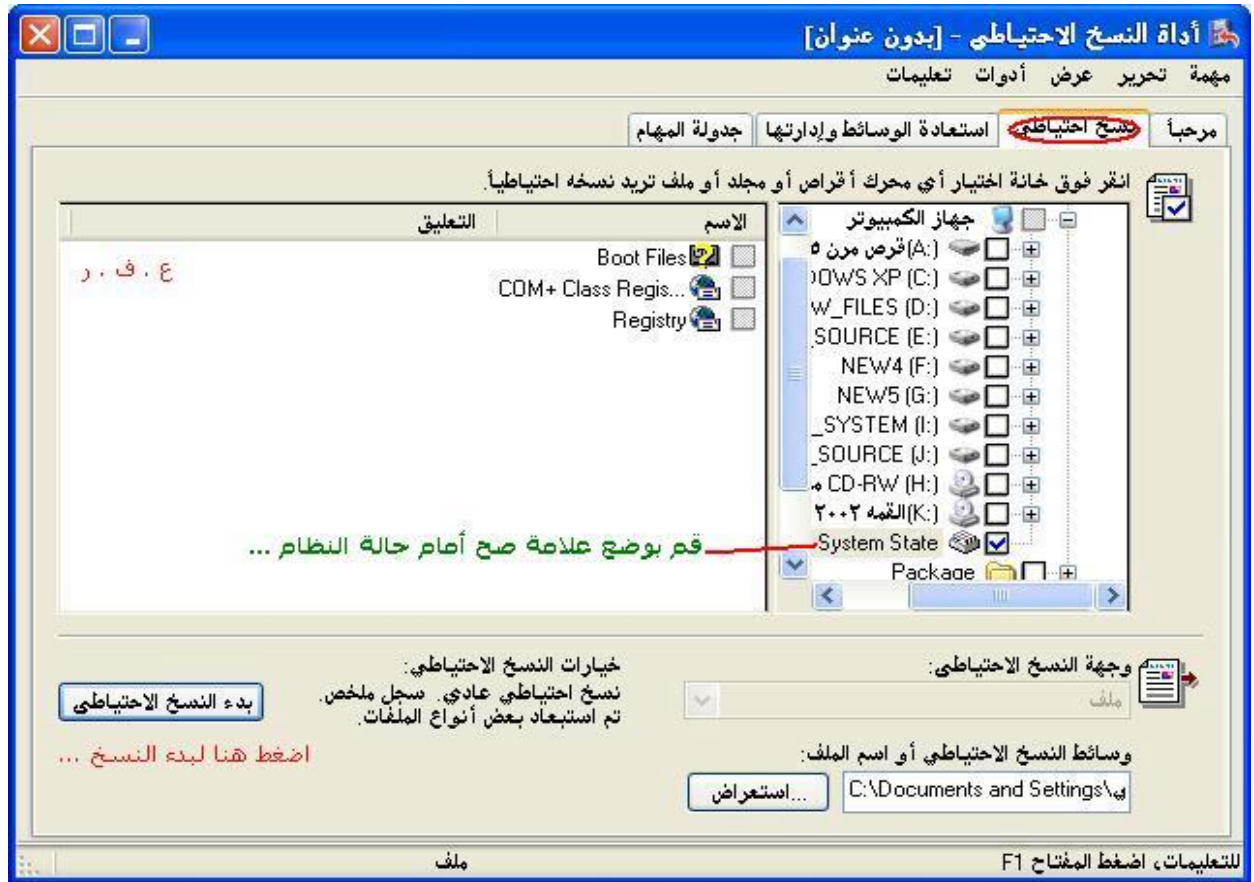 أداة النسخ الاحتياطي - [بدون عنوان]
مهمة تحرير عرض أدوات تعليمات
مرحباً نسخ احتياطي استعادة الوسائط وإدارتها جدولة المهام
انقر فوق خانة اختيار أي محرك أقراص أو مجلد أو ملف تريد نسخه احتياطياً.
جهاز الكمبيوتر
قرص مرن ٥(A:)
OWS XP (C:)
W_FILES (D:)
_SOURCE (E:)
NEW4 (F:)
NEW5 (G:)
_SYSTEM (I:)
_SOURCE (J:)
CD-RW (H:)
القمه ٢٠٠٢(K:)
System State
Package
الاسم التعليق
Boot Files
COM+ Class Regis...
Registry
ع . ف . ر
قم بوضع علامة صح أمام حالة النظام ...
وجهة النسخ الاحتياطي:
ملف
وسائط النسخ الاحتياطي أو اسم الملف:
C:\Documents and Settings\
استعراض...
خيارات النسخ الاحتياطي:
نسخ احتياطي عادي. سجل ملخص.
تم استبعاد بعض أنواع الملفات.
بدء النسخ الاحتياطي
اضغط هنا لبدء النسخ ...
للتعليمات، اضغط المفتاح F1
ملف